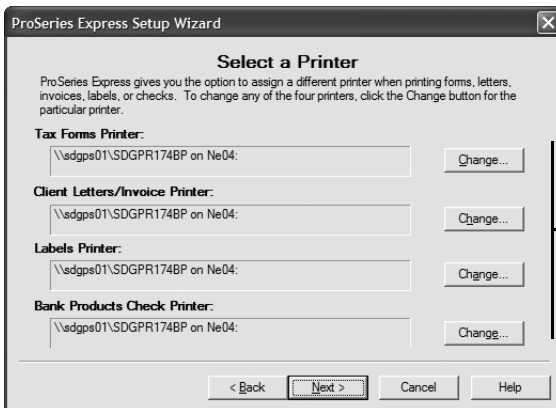 ProSeries Express Setup Wizard
Select a Printer
ProSeries Express gives you the option to assign a different printer when printing forms, letters,
invoices, labels, or checks. To change any of the four printers, click the Change button for the
particular printer.
Tax Forms Printer:
\\sdgps01\SDGPR174BP on Ne04:
Change...
Client Letters/Invoice Printer:
\\sdgps01\SDGPR174BP on Ne04:
Change...
Labels Printer:
\\sdgps01\SDGPR174BP on Ne04:
Change...
Bank Products Check Printer:
\\sdgps01\SDGPR174BP on Ne04:
Change...
< Back Next > Cancel Help